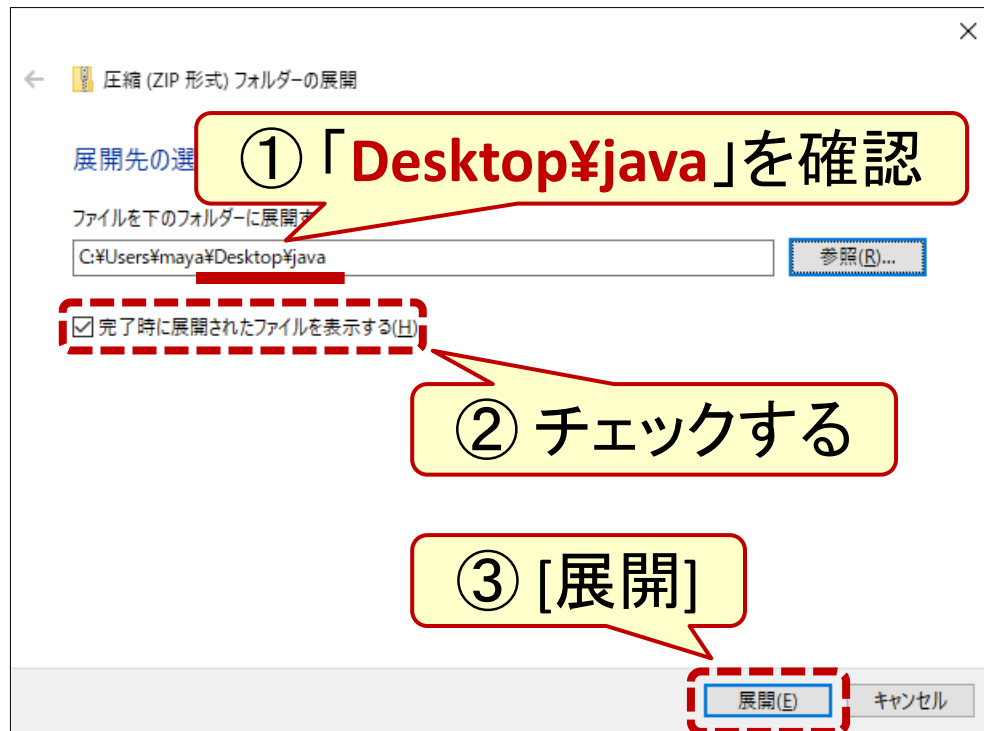 圧縮 (ZIP 形式) フォルダーの展開
①「Desktop¥java」を確認
展開先の選
ファイルを下のフォルダーに展開す
C:¥Users¥maya¥Desktop¥java
参照(R)...
完了時に展開されたファイルを表示する(H)
② チェックする
③ [展開]
展開(E)
キャンセル